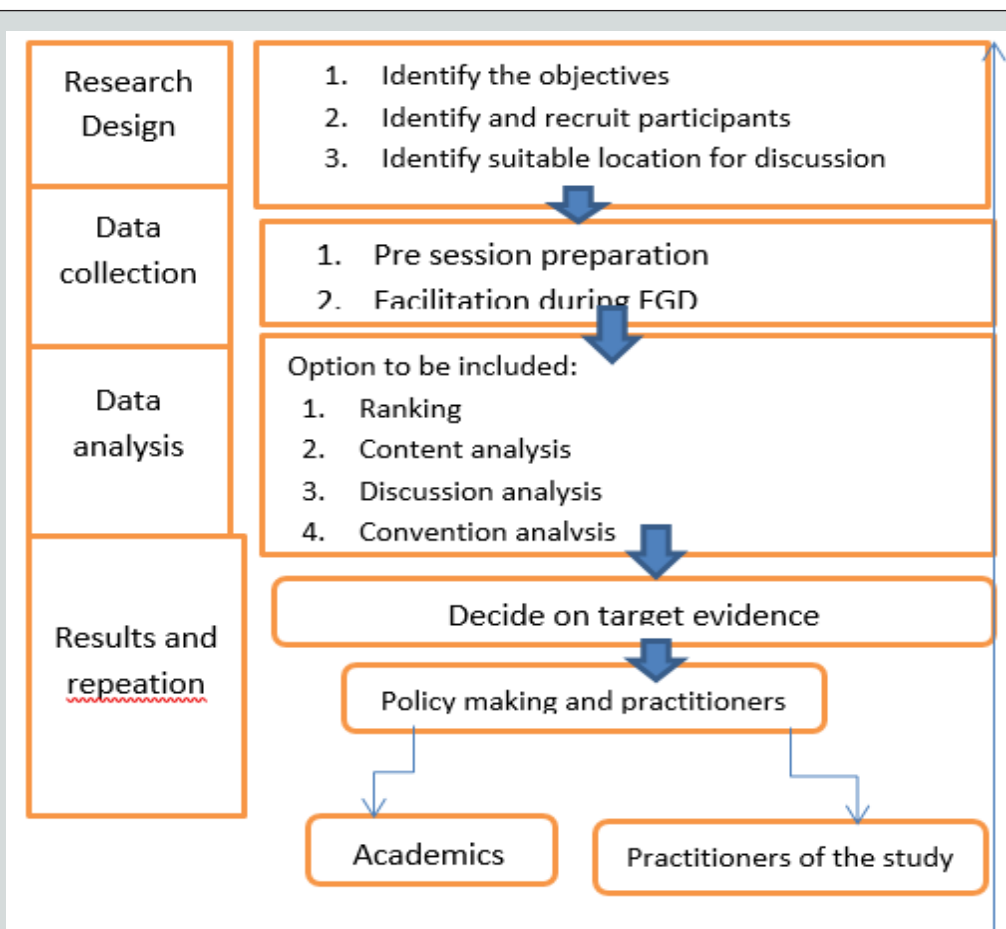 Research
Design
1. Identify the objectives
2. Identify and recruit participants
3. Identify suitable location for discussion
Data
collection
1. Pre session preparation
2. Facilitation during FGD
Data
analysis
Option to be included:
1. Ranking
2. Content analysis
3. Discussion analysis
4. Convention analysis
Results and
repeation
Decide on target evidence
Policy making and practitioners
Academics
Practitioners of the study